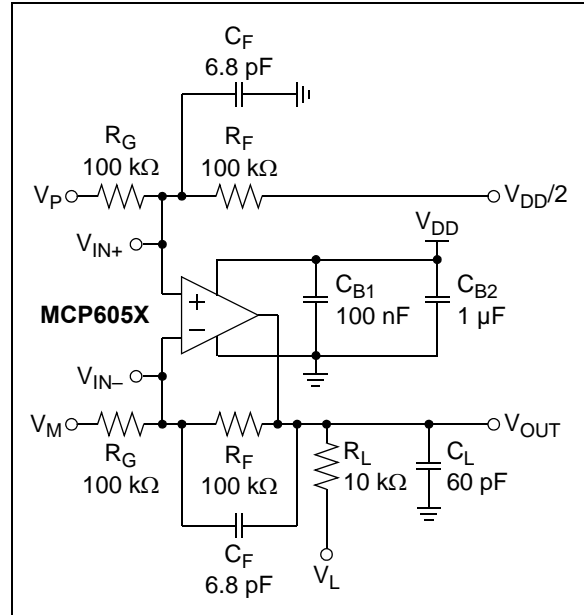 C_F
6.8 pF
R_G
100 kΩ
R_F
100 kΩ
V_P
V_DD/2
V_DD
V_IN+
C_B1
100 nF
C_B2
1 µF
+
MCP605X
–
V_IN–
V_M
V_OUT
R_G
100 kΩ
R_F
100 kΩ
R_L
10 kΩ
C_L
60 pF
C_F
6.8 pF
V_L